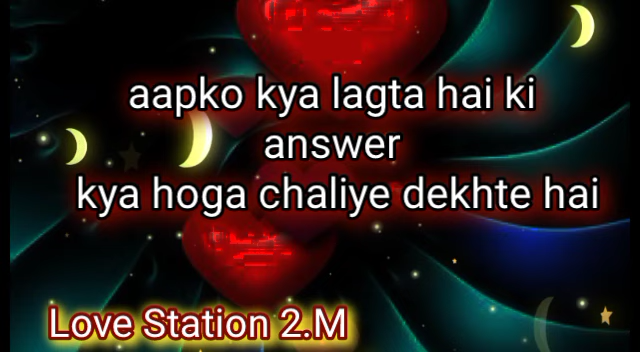 aapko kya lagta hai ki
answer
kya hoga chaliye dekhte hai
Love Station 2.M